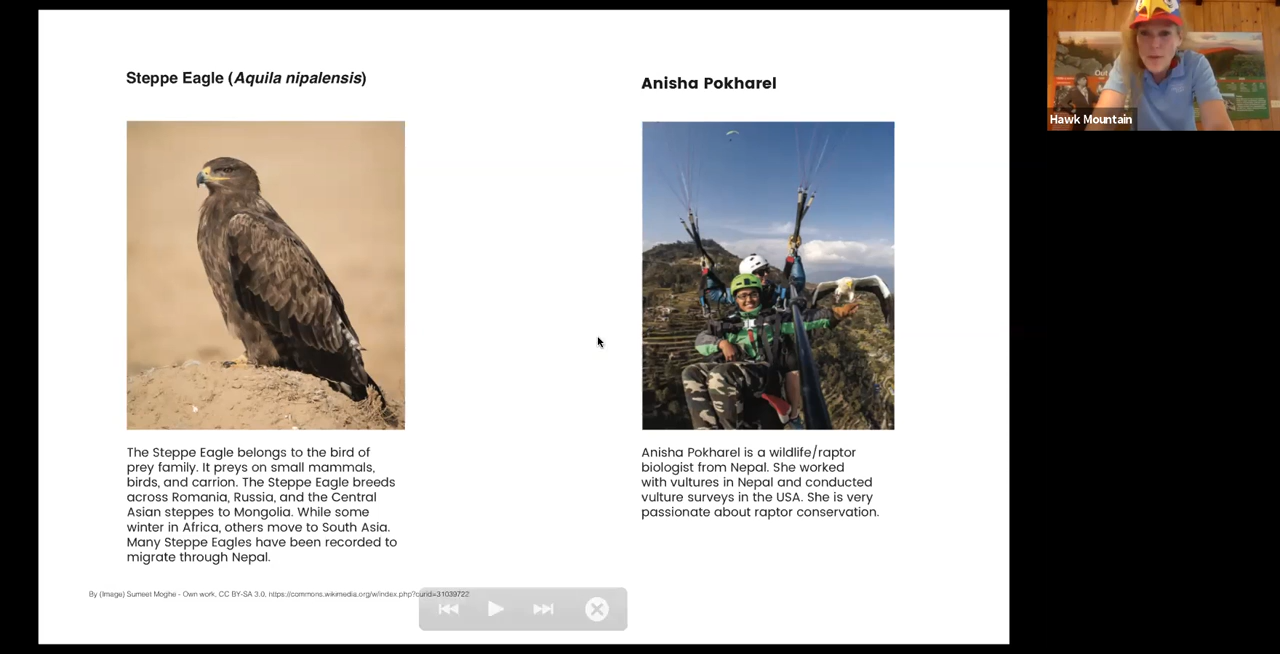 Steppe Eagle (Aquila nipalensis)
The Steppe Eagle belongs to the bird of
prey family. It preys on small mammals,
birds, and carrion. The Steppe Eagle breeds
across Romania, Russia, and the Central
Asian steppes to Mongolia. While some
winter in Africa, others move to South Asia.
Many Steppe Eagles have been recorded to
migrate through Nepal.
By (Image) Sumeet Moghe - Own work, CC BY-SA 3.0, https://commons.wikimedia.org/w/index.php?curid=31039722
Anisha Pokharel
Anisha Pokharel is a wildlife/raptor
biologist from Nepal. She worked
with vultures in Nepal and conducted
vulture surveys in the USA. She is very
passionate about raptor conservation.
Hawk Mountain